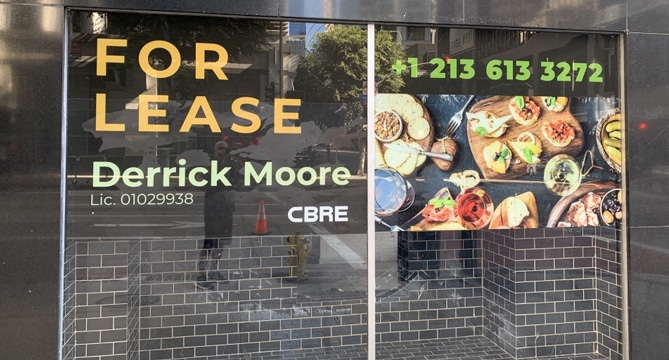 FOR
LEASE
Derrick Moore
Lic. 01029938
CBRE
+1 213 613 3272